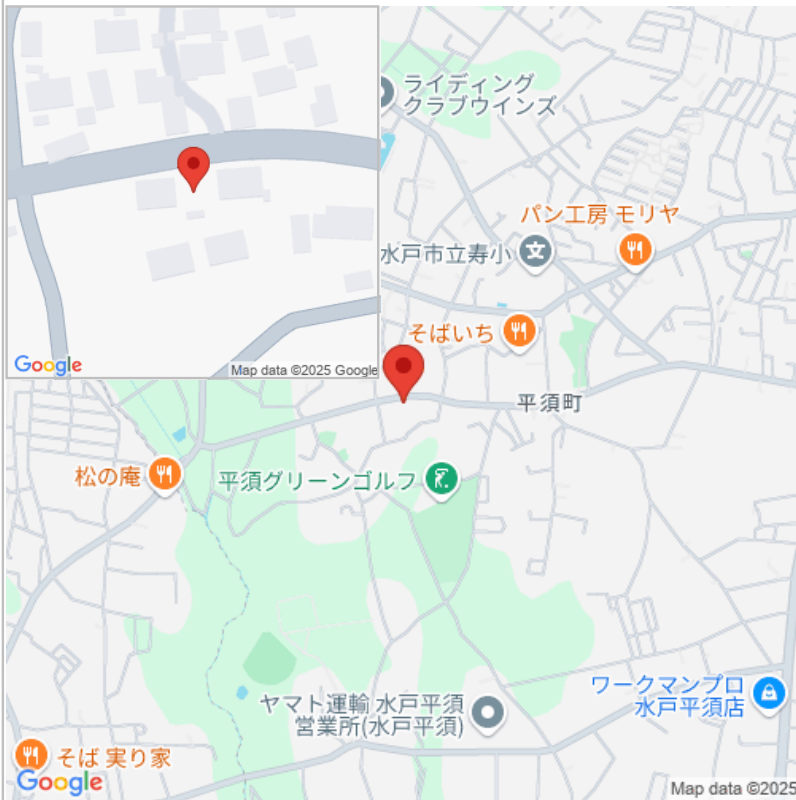 Google
Map data ©2025 Google
ライディング
クラブウインズ
パン工房 モリヤ
水戸市立寿小
文
そばいち
平須町
松の庵
平須グリーンゴルフ
ワークマンプロ
水戸平須店
ヤマト運輸 水戸平須
営業所(水戸平須)
そば 実り家
Google
Map data ©2025